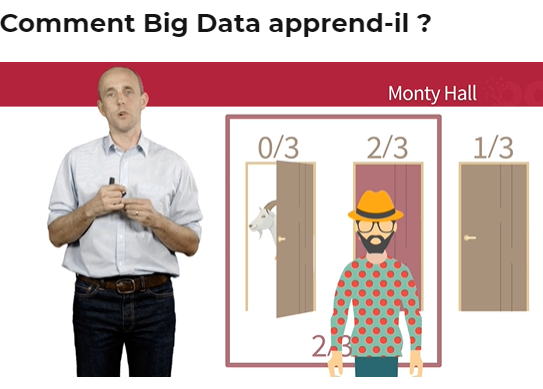 Comment Big Data apprend-il ?
Monty Hall
0/3 2/3 1/3
2/3